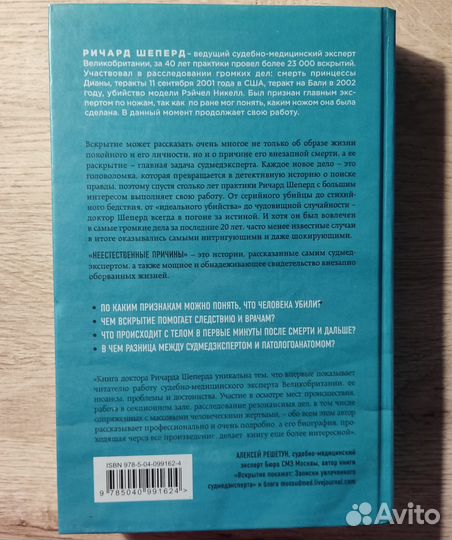 РИЧАРД ШЕПЕРД – ведущий судебно-медицинский эксперт
Великобритании, за 40 лет практики провел более 23 000 вскрытий.
Участвовал в расследовании громких дел: смерть принцессы
Дианы, теракты 11 сентября 2001 года в США, теракт на Бали в 2002
году, убийство модели Рэйчел Никелл. Был признан главным экс-
пертом по ножам, так как по ране мог понять, каким ножом она была
сделана. В данный момент продолжает свою работу.
Вскрытие может рассказать очень многое не только об образе жизни
покойного и его личности, но и о причине его внезапной смерти, а ее
раскрытие – главная задача судмедэксперта. Каждое новое дело – это
головоломка, которая превращается в детективную историю о поиске
правды, поэтому спустя столько лет практики Ричард Шеперд с большим
интересом выполняет свою работу. От серийного убийцы до стихий-
ного бедствия, от «идеального убийства» до чудовищной случайности –
доктор Шеперд всегда в погоне за истиной. И хотя он был вовлечен
в самые громкие дела за последние 20 лет, часто менее известные случаи
в итоге оказывались самыми интригующими и даже шокирующими.
«НЕЕСТЕСТВЕННЫЕ ПРИЧИНЫ» – это истории, рассказанные самим судмед-
экспертом, а также мощное и обнадеживающее свидетельство внезапно
оборванных жизней.
• ПО КАКИМ ПРИЗНАКАМ МОЖНО ПОНЯТЬ, ЧТО ЧЕЛОВЕКА УБИЛИ?
• ЧЕМ ВСКРЫТИЕ ПОМОГАЕТ СЛЕДСТВИЮ И ВРАЧАМ?
• ЧТО ПРОИСХОДИТ С ТЕЛОМ В ПЕРВЫЕ МИНУТЫ ПОСЛЕ СМЕРТИ И ДАЛЬШЕ?
• В ЧЕМ РАЗНИЦА МЕЖДУ СУДМЕДЭКСПЕРТОМ И ПАТОЛОГОАНАТОМОМ?
«Книга доктора Ричарда Шеперда уникальна тем, что впервые показывает
читателю работу судебно-медицинского эксперта Великобритании, ее
нюансы, проблемы и достоинства. Участие в осмотре мест происшествия,
работа в секционном зале, расследование резонансных дел, в том числе
сопряженных с массовыми человеческими жертвами, – обо всем этом автор
рассказывает профессионально и очень подробно, а его биография, про-
ходящая через все произведение, делает книгу еще более интересной».
АЛЕКСЕЙ РЕШЕТУН, судебно-медицинский
эксперт Бюро СМЭ Москвы, автор книги
«Вскрытие покажет: Записки увлеченного
судмедэксперта» и блога mossudmed.livejournal.com
ISBN 978-5-04-099162-4
9 785040 991624 >
Avito